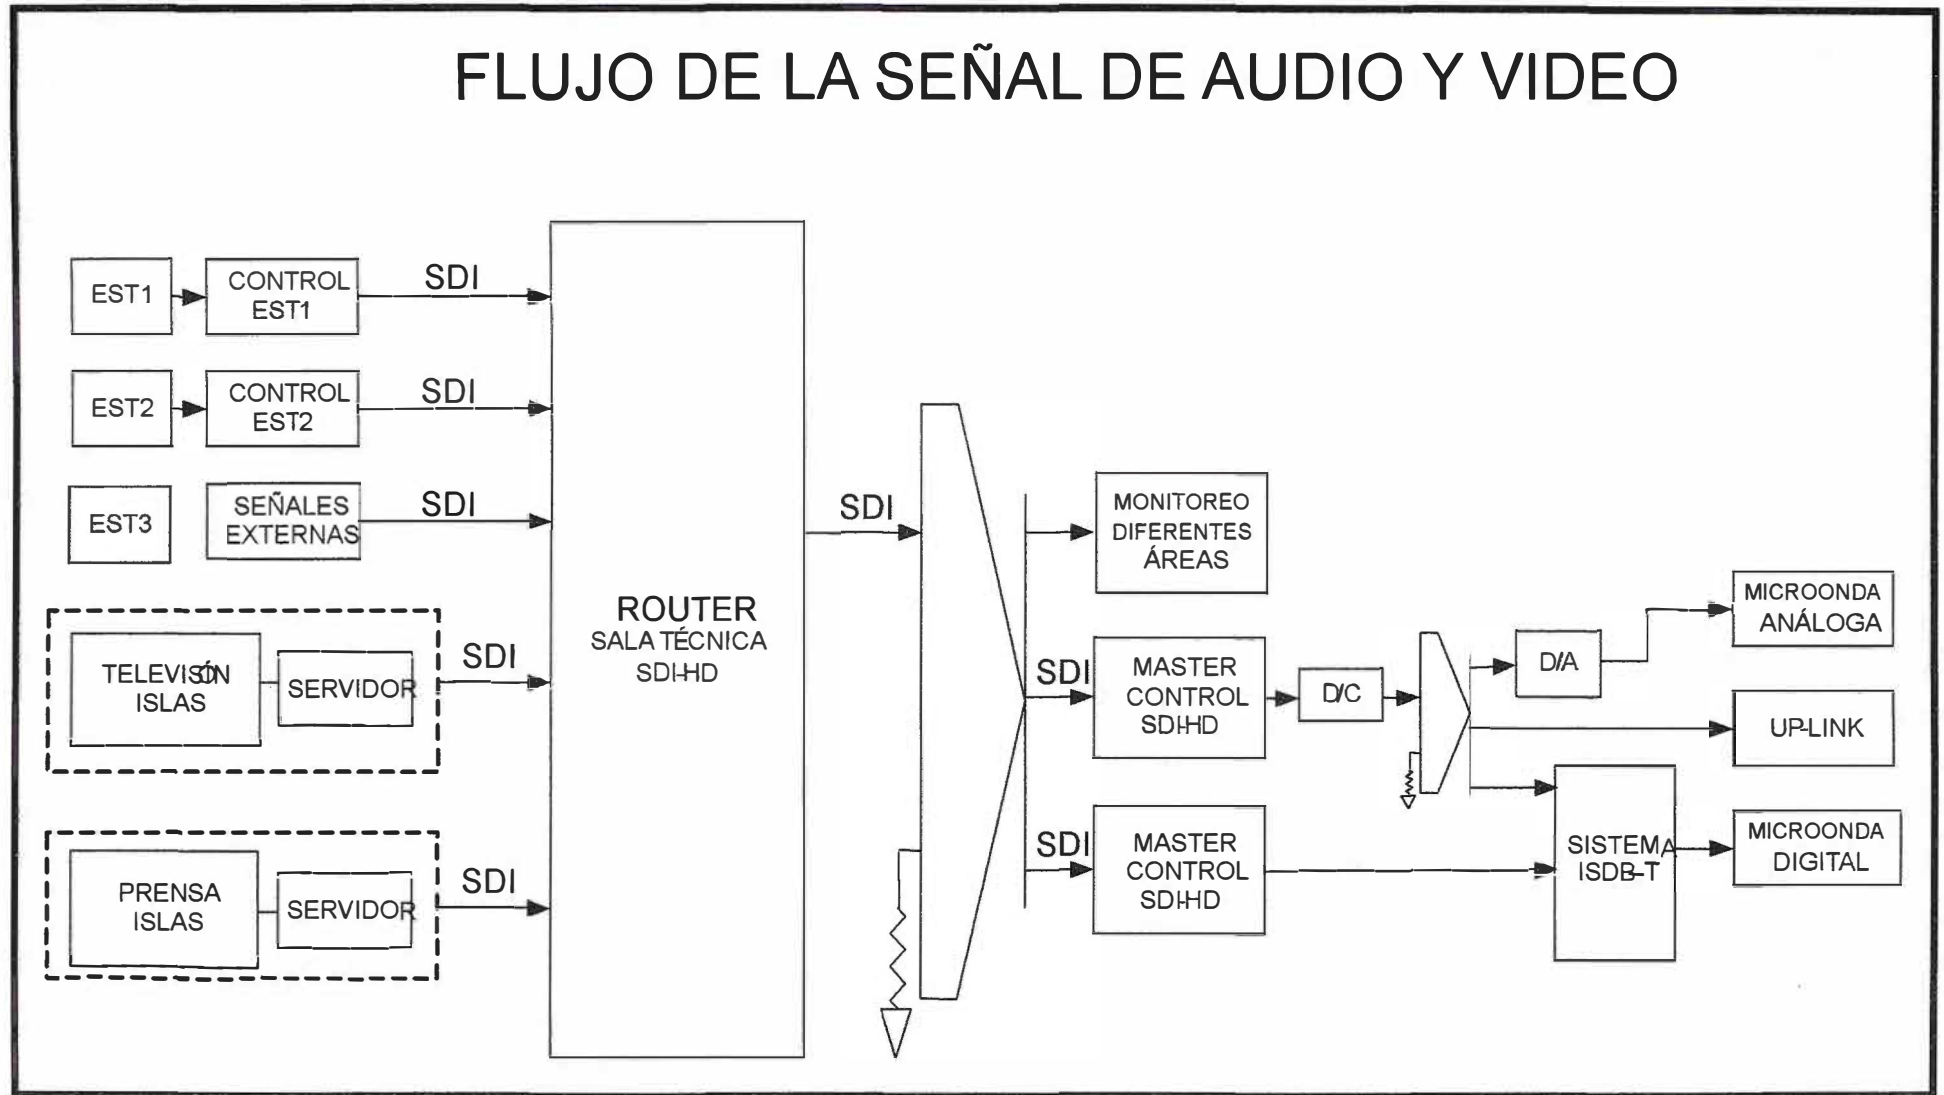 FLUJO DE LA SEÑAL DE AUDIO Y VIDEO
EST1
CONTROL
EST1
SDI
EST2
CONTROL
EST2
SDI
EST3
SEÑALES
EXTERNAS
SDI
TELEVISIÓN
ISLAS
SERVIDOR
SDI
PRENSA
ISLAS
SERVIDOR
SDI
ROUTER
SALA TÉCNICA
SDI-HD
SDI
MONITOREO
DIFERENTES
ÁREAS
SDI
MASTER
CONTROL
SDI-HD
D/C
D/A
MICROONDA
ANÁLOGA
UP-LINK
SDI
MASTER
CONTROL
SDI-HD
SISTEMA
ISDB-T
MICROONDA
DIGITAL